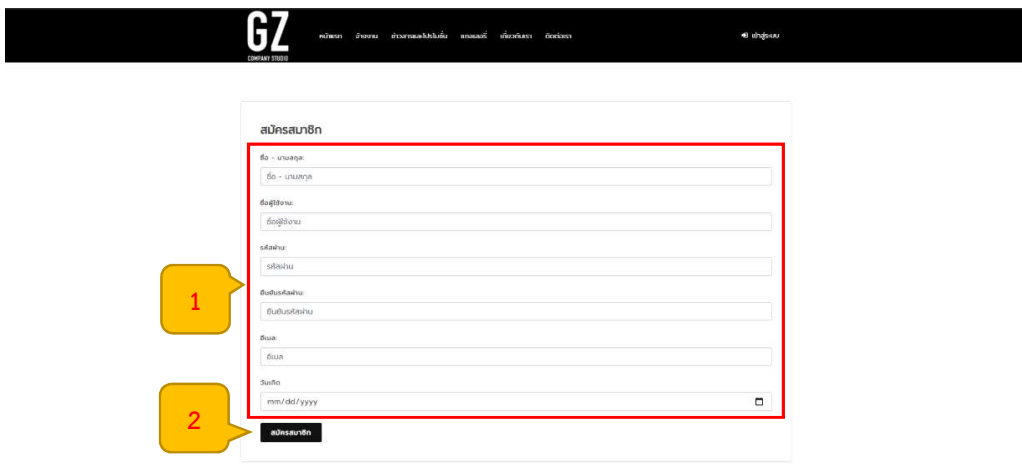 GZ
COMPANY STUDIO
หน้าแรก จ้างงาน ข่าวสารและโปรโมชั่น แกลเลอรี่ เกี่ยวกับเรา ติดต่อเรา เข้าสู่ระบบ
สมัครสมาชิก
ชื่อ - นามสกุล:
ชื่อ - นามสกุล
ชื่อผู้ใช้งาน:
ชื่อผู้ใช้งาน
รหัสผ่าน:
รหัสผ่าน
1
ยืนยันรหัสผ่าน:
ยืนยันรหัสผ่าน
อีเมล:
อีเมล
วันเกิด
mm/dd/yyyy
2
สมัครสมาชิก